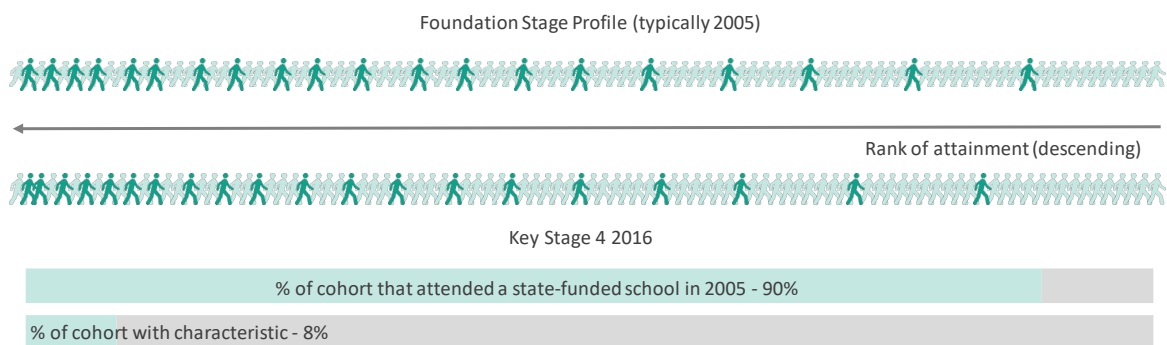 Foundation Stage Profile (typically 2005)
Rank of attainment (descending)
Key Stage 4 2016
% of cohort that attended a state-funded school in 2005 - 90%
% of cohort with characteristic - 8%